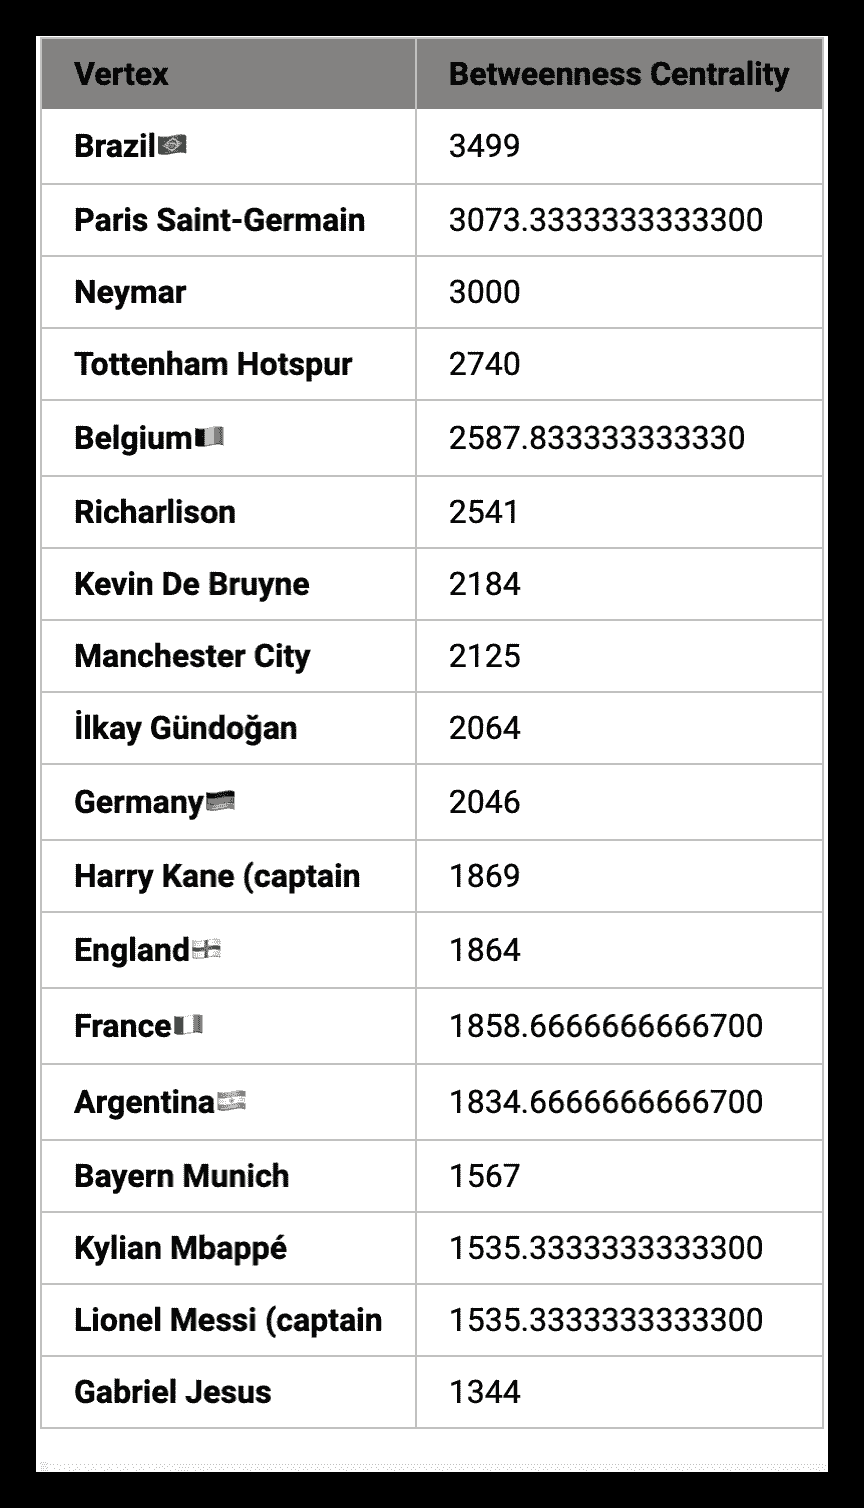 Vertex Betweenness Centrality
Brazil🇧🇷 3499
Paris Saint-Germain 3073.3333333333300
Neymar 3000
Tottenham Hotspur 2740
Belgium🇧🇪 2587.833333333330
Richarlison 2541
Kevin De Bruyne 2184
Manchester City 2125
İlkay Gündoğan 2064
Germany🇩🇪 2046
Harry Kane (captain 1869
England🏴󠁧󠁢󠁥󠁮󠁧󠁿 1864
France🇫🇷 1858.6666666666700
Argentina🇦🇷 1834.6666666666700
Bayern Munich 1567
Kylian Mbappé 1535.3333333333300
Lionel Messi (captain 1535.3333333333300
Gabriel Jesus 1344